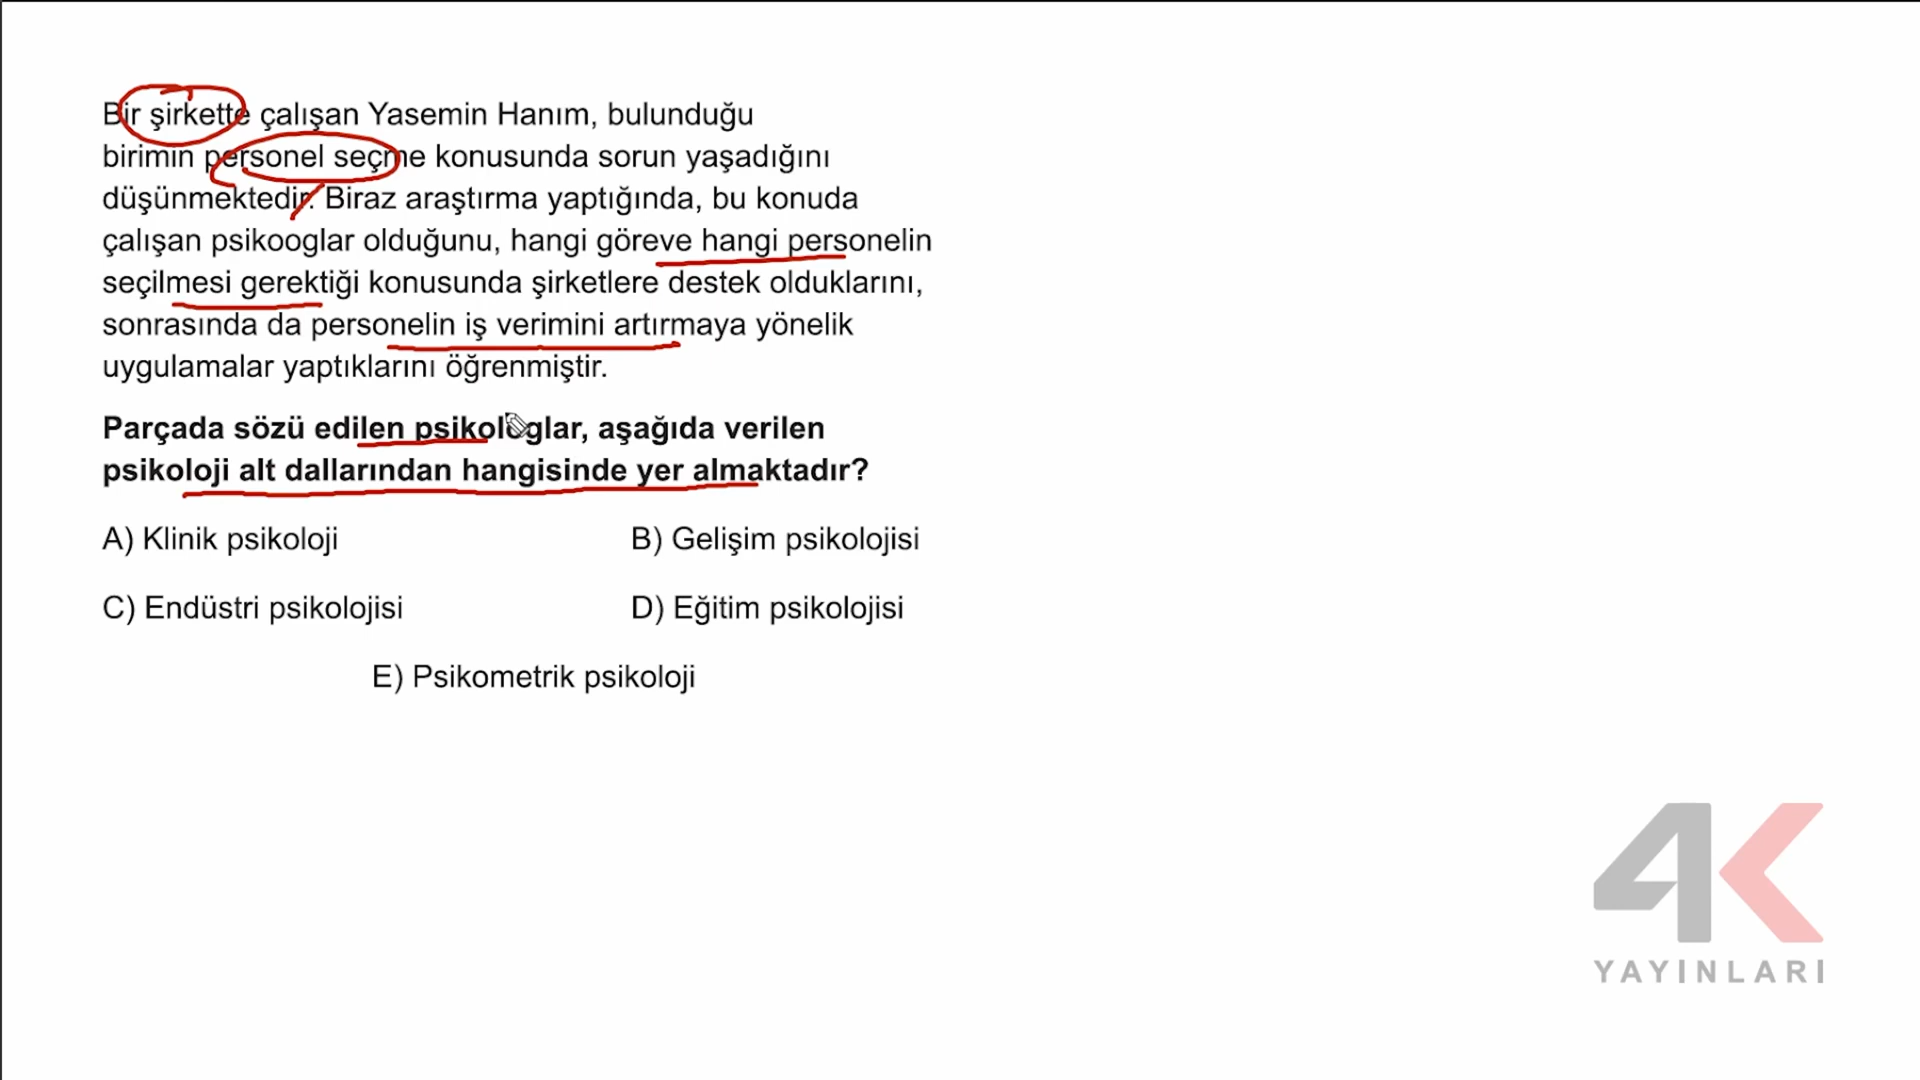 Bir şirkette çalışan Yasemin Hanım, bulunduğu
birimin personel seçme konusunda sorun yaşadığını
düşünmektedir. Biraz araştırma yaptığında, bu konuda
çalışan psikooglar olduğunu, hangi göreve hangi personelin
seçilmesi gerektiği konusunda şirketlere destek olduklarını,
sonrasında da personelin iş verimini artırmaya yönelik
uygulamalar yaptıklarını öğrenmiştir.
Parçada sözü edilen psikologlar, aşağıda verilen
psikoloji alt dallarından hangisinde yer almaktadır?
A) Klinik psikoloji B) Gelişim psikolojisi
C) Endüstri psikolojisi D) Eğitim psikolojisi
E) Psikometrik psikoloji
4K
YAYINLARI